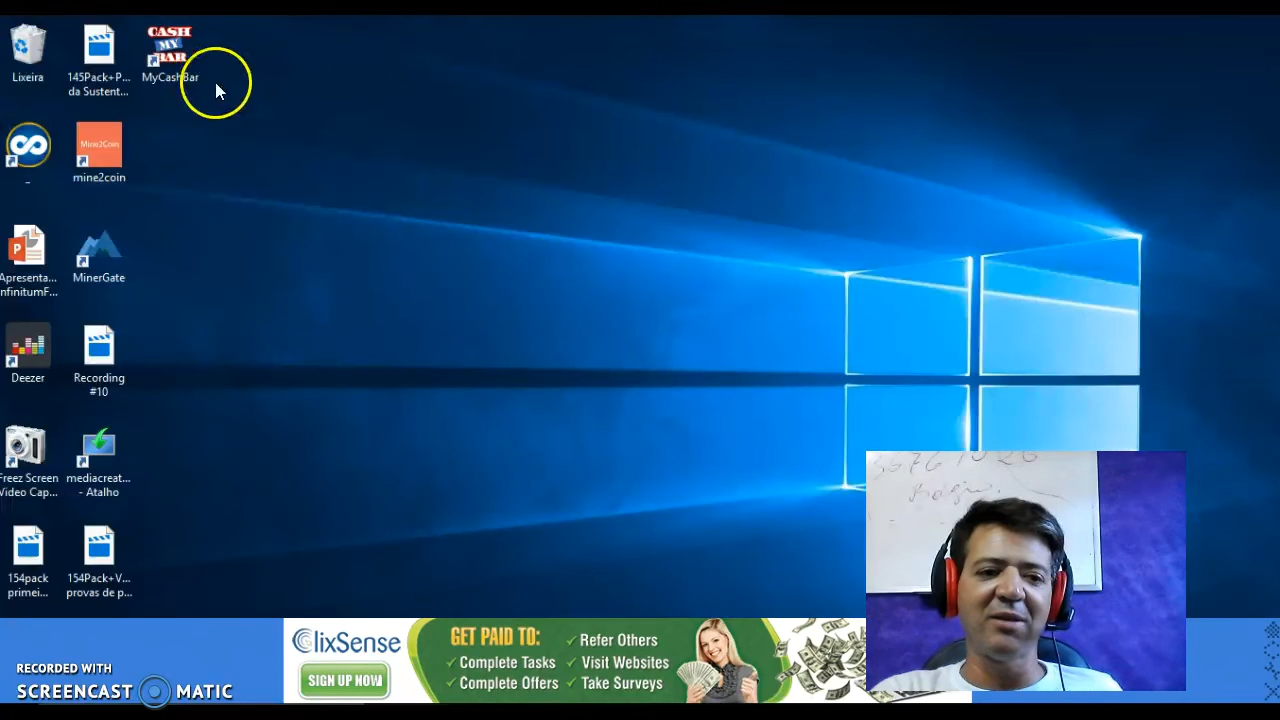 CASH
MY
BAR
Lixeira
145Pack+P...
da Sustent...
MyCashBar
Mine2Coin
mine2coin
Apresenta...
nfinitumF...
MinerGate
Deezer
Recording
#10
Freez Screen
Video Cap...
mediacreat...
- Atalho
154pack
primei...
154Pack+V...
provas de p...
5676 1020
ClixSense
SIGN UP NOW
GET PAID TO:
✓ Complete Tasks
✓ Complete Offers
✓ Refer Others
✓ Visit Websites
✓ Take Surveys
RECORDED WITH
SCREENCAST MATIC